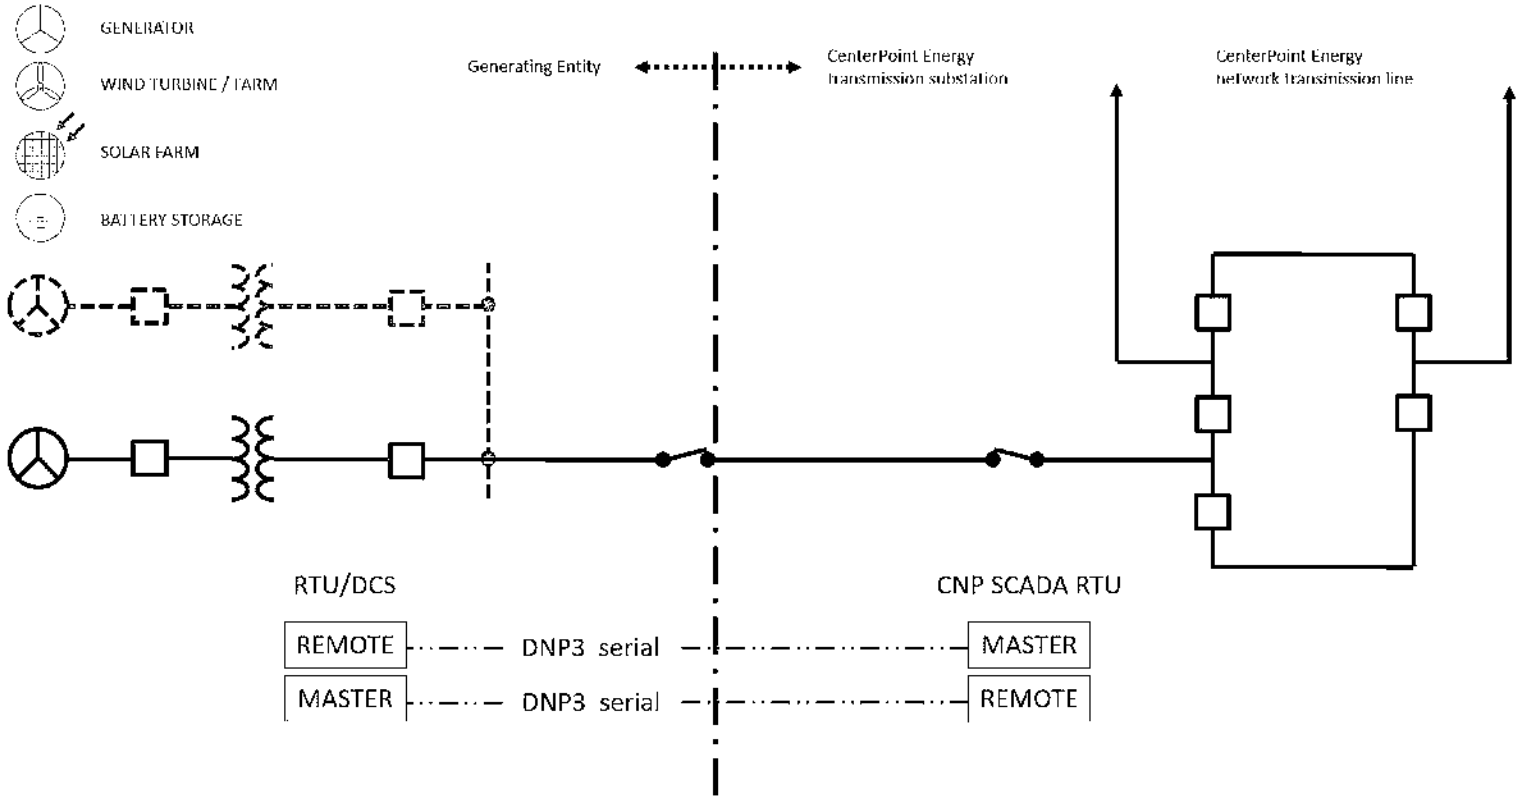 GENERATOR
WIND TURBINE / FARM
SOLAR FARM
BATTERY STORAGE
Generating Entity
CenterPoint Energy
transmission substation
CenterPoint Energy
network transmission line
RTU/DCS
CNP SCADA RTU
REMOTE
DNP3 serial
MASTER
MASTER
DNP3 serial
REMOTE